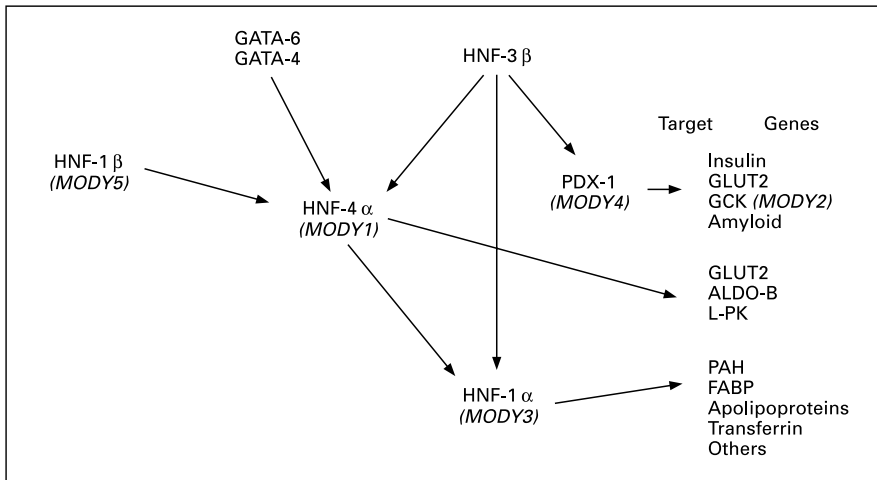 GATA-6
GATA-4
HNF-3 β
Target Genes
HNF-1 β
(MODY5)
Insulin
GLUT2
GCK (MODY2)
Amyloid
PDX-1
(MODY4)
HNF-4 α
(MODY1)
GLUT2
ALDO-B
L-PK
HNF-1 α
(MODY3)
PAH
FABP
Apolipoproteins
Transferrin
Others